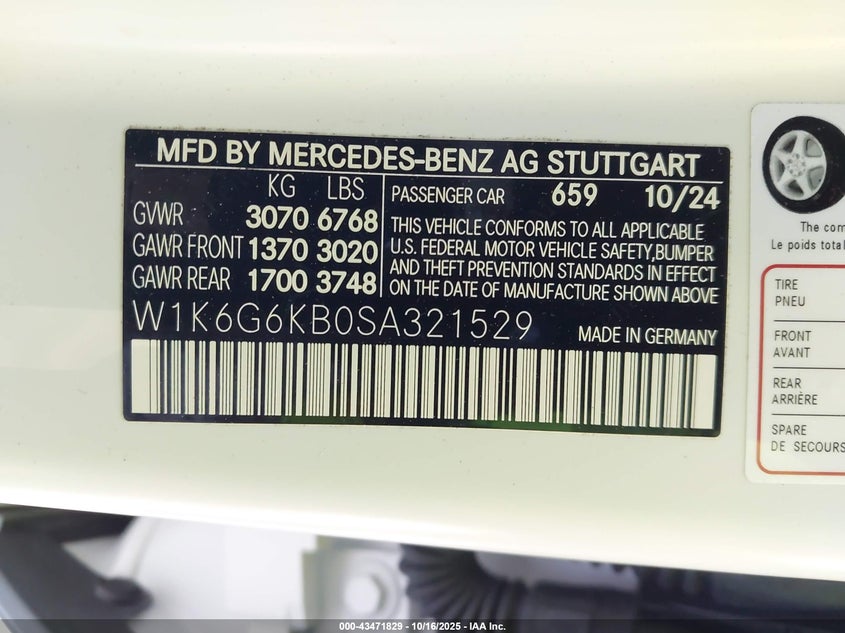 MFD BY MERCEDES-BENZ AG STUTTGART
KG LBS
GVWR 3070 6768
GAWR FRONT 1370 3020
GAWR REAR 1700 3748
PASSENGER CAR 659 10/24
THIS VEHICLE CONFORMS TO ALL APPLICABLE
U.S. FEDERAL MOTOR VEHICLE SAFETY,BUMPER
AND THEFT PREVENTION STANDARDS IN EFFECT
ON THE DATE OF MANUFACTURE SHOWN ABOVE
W1K6G6KB0SA321529
MADE IN GERMANY
The com
Le poids total
TIRE
PNEU
FRONT
AVANT
REAR
ARRIÈRE
SPARE
DE SECOURS
000-43471829 - 10/16/2025 - IAA Inc.